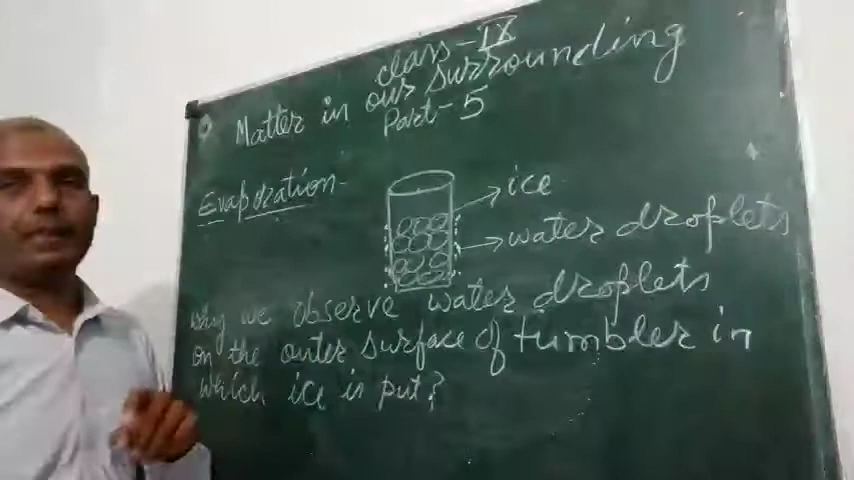 class-IX
Matter in our surrounding
Part-5
Evaporation-
ice
water droplets
why we observe water droplets
on the outer surface of tumbler in
which ice is put?